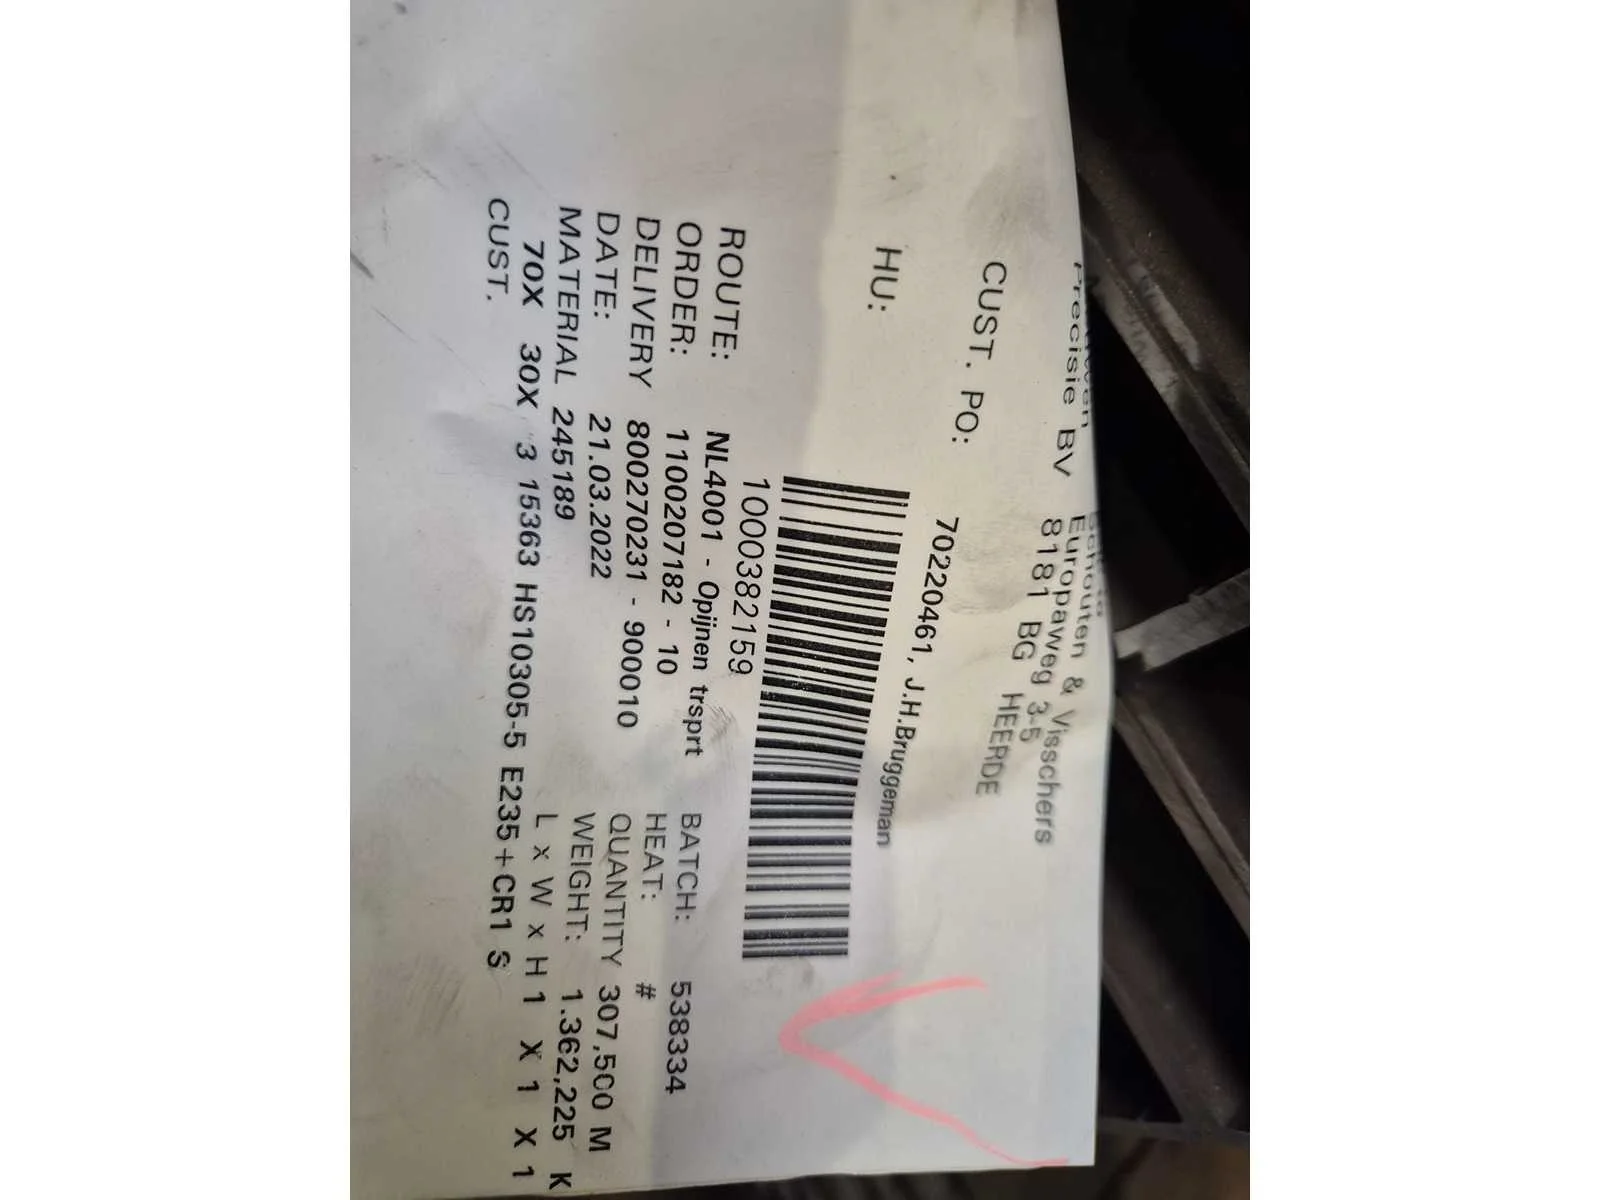 Schouten & Visschers
Precisie BV Europaweg 3-5
8181 BG HEERDE
CUST. PO: 70220461, J.H.Bruggeman
HU:
1000382159
ROUTE: NL4001 - Opijnen trsprt
ORDER: 1100207182 - 10 BATCH: 538334
DELIVERY 800270231 - 900010 HEAT: #
DATE: 21.03.2022 QUANTITY 307,500 M
MATERIAL 245189 WEIGHT: 1.362,225 K
70X 30X 3 15363 HS10305-5 E235+CR1 S L x W x H 1 X 1 X 1
CUST.